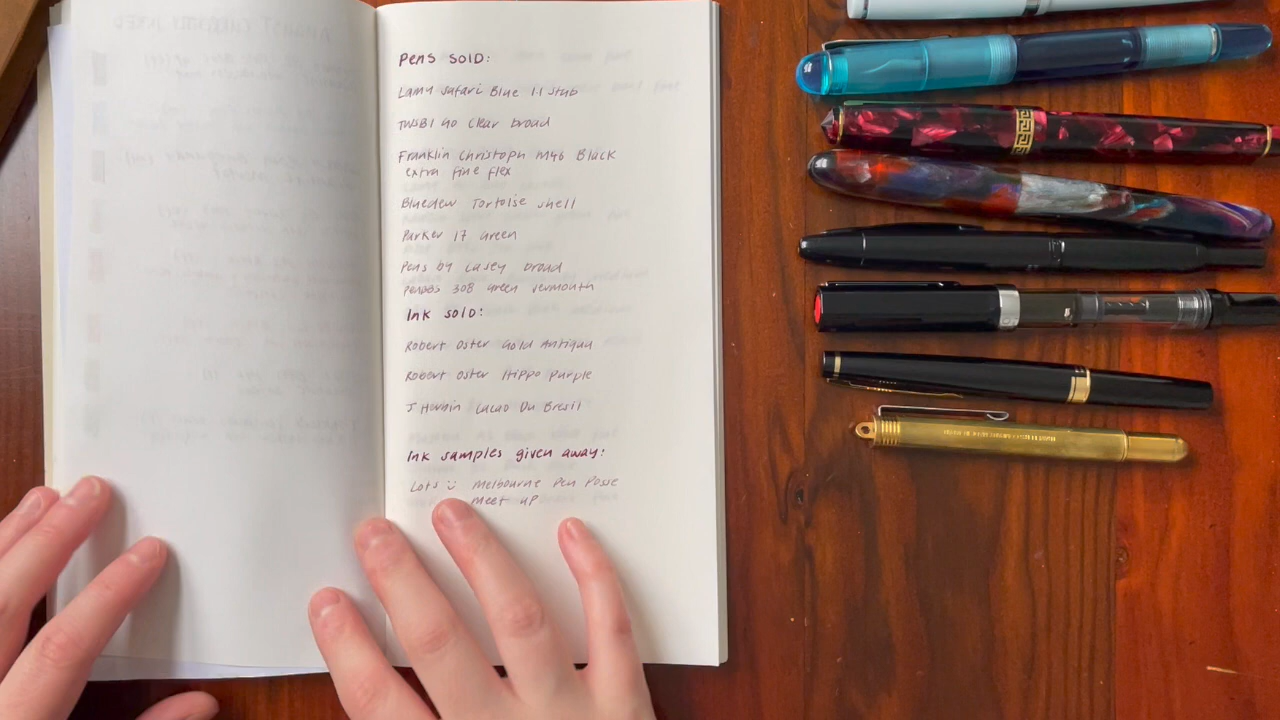 Pens sold:
Lamy Safari Blue 1.1 stub
TWSBI Go Clear broad
Franklin Christoph M46 Black
extra fine flex
Bluedew Tortoise shell
Parker 17 Green
Pens by Casey broad
PenBBS 308 Green Vermouth
Ink sold:
Robert Oster Gold Antiqua
Robert Oster Hippo Purple
J Herbin Cacao Du Bresil
Ink samples given away:
Lots :) Melbourne Pen Posse
Meet up